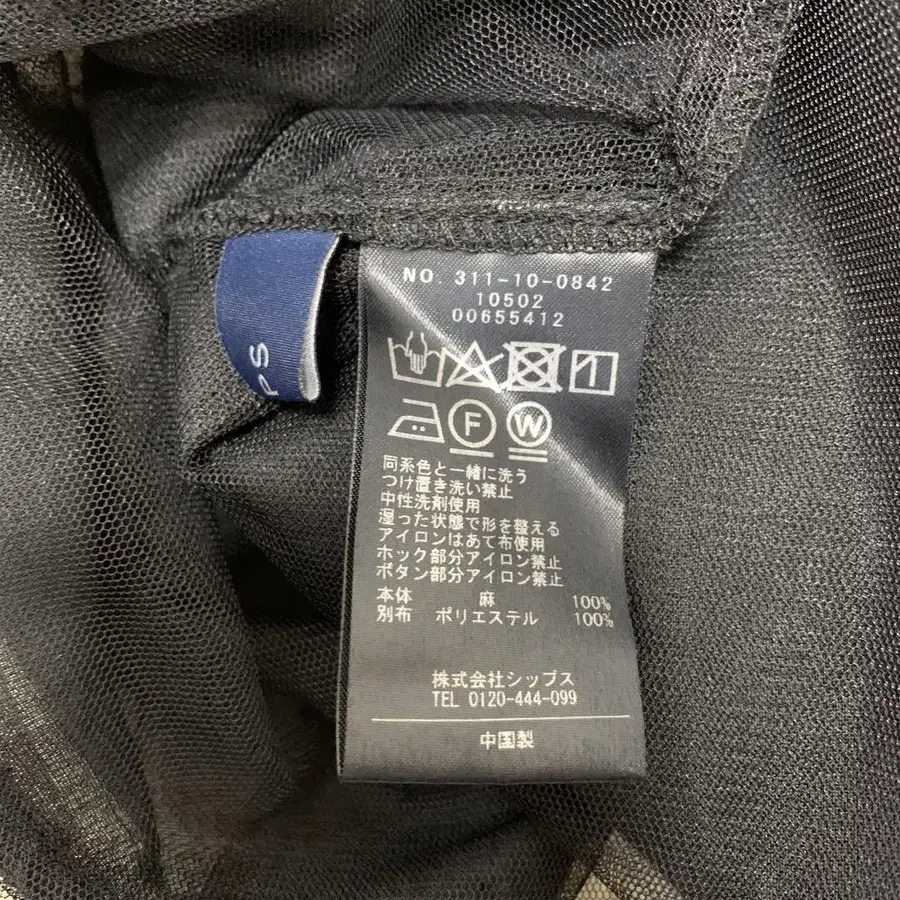 NO. 311-10-0842
10502
00655412
F W
同系色と一緒に洗う
つけ置き洗い禁止
中性洗剤使用
湿った状態で形を整える
アイロンはあて布使用
ホック部分アイロン禁止
ボタン部分アイロン禁止
本体 麻 100%
別布 ポリエステル 100%
株式会社シップス
TEL 0120-444-099
中国製
PS